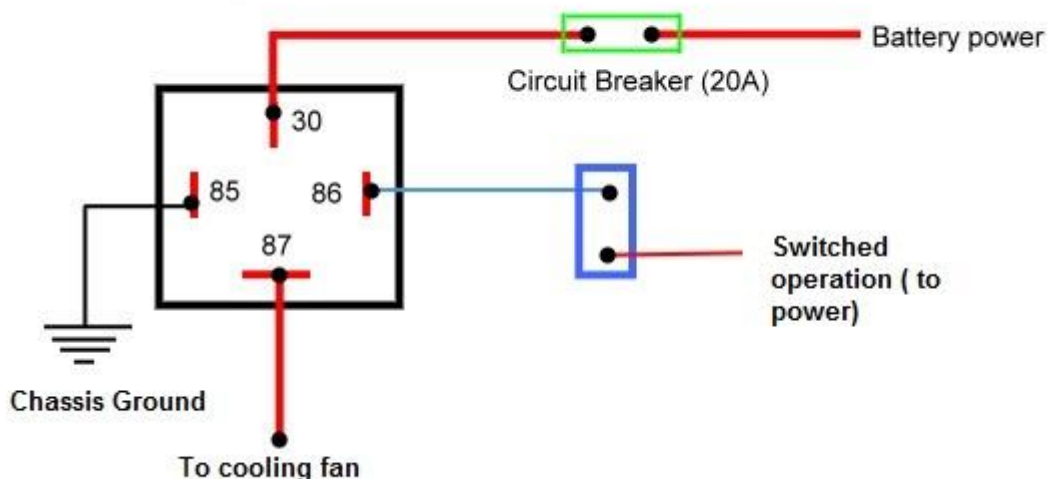 Battery power
Circuit Breaker (20A)
30
85
86
87
Switched
operation ( to
power)
Chassis Ground
To cooling fan